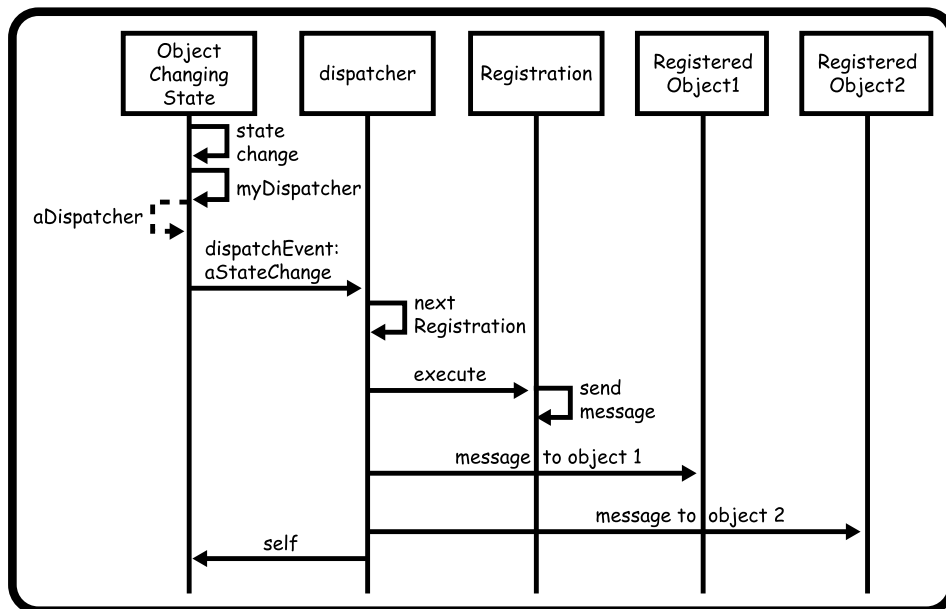 Object
Changing
State
dispatcher
Registration
Registered
Object1
Registered
Object2
state
change
myDispatcher
aDispatcher
dispatchEvent:
aStateChange
next
Registration
execute
send
message
message to object 1
message to object 2
self